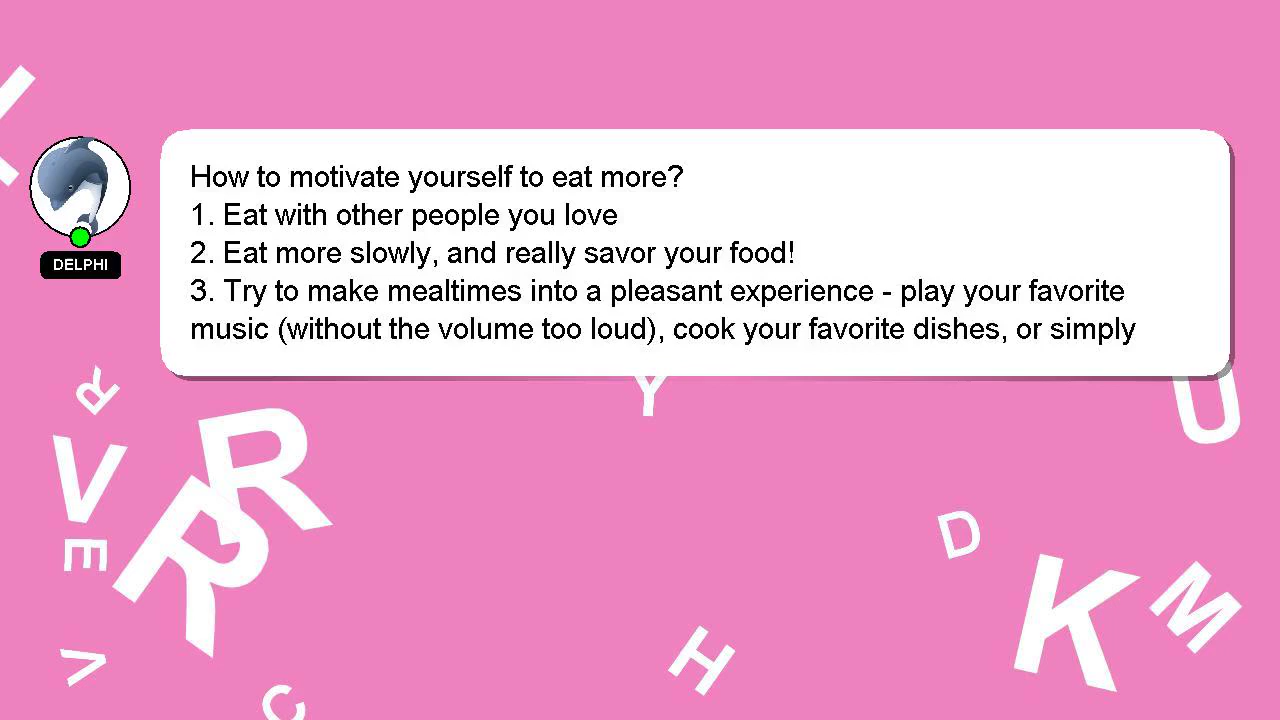 How to motivate yourself to eat more?
1. Eat with other people you love
2. Eat more slowly, and really savor your food!
3. Try to make mealtimes into a pleasant experience - play your favorite
music (without the volume too loud), cook your favorite dishes, or simply
DELPHI
R
Y
U
V
R
R
E
D
K
M
H
V
C